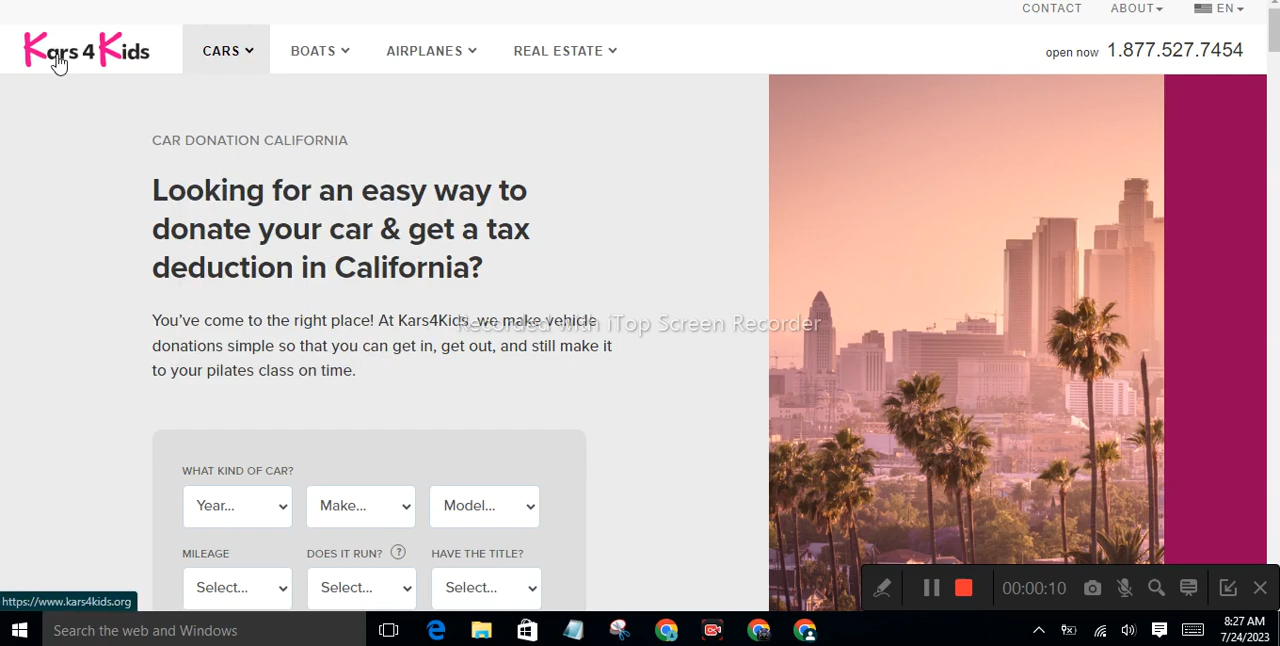 CONTACT ABOUT EN
Kars 4 Kids CARS BOATS AIRPLANES REAL ESTATE open now 1.877.527.7454
CAR DONATION CALIFORNIA
Looking for an easy way to
donate your car & get a tax
deduction in California?
You've come to the right place! At Kars4Kids, we make vehicle
donations simple so that you can get in, get out, and still make it
to your pilates class on time.
Recorded with iTop Screen Recorder
WHAT KIND OF CAR?
Year... Make... Model...
MILEAGE DOES IT RUN? ? HAVE THE TITLE?
Select... Select... Select...
00:00:10
https://www.kars4kids.org
Search the web and Windows
8:27 AM
7/24/2023